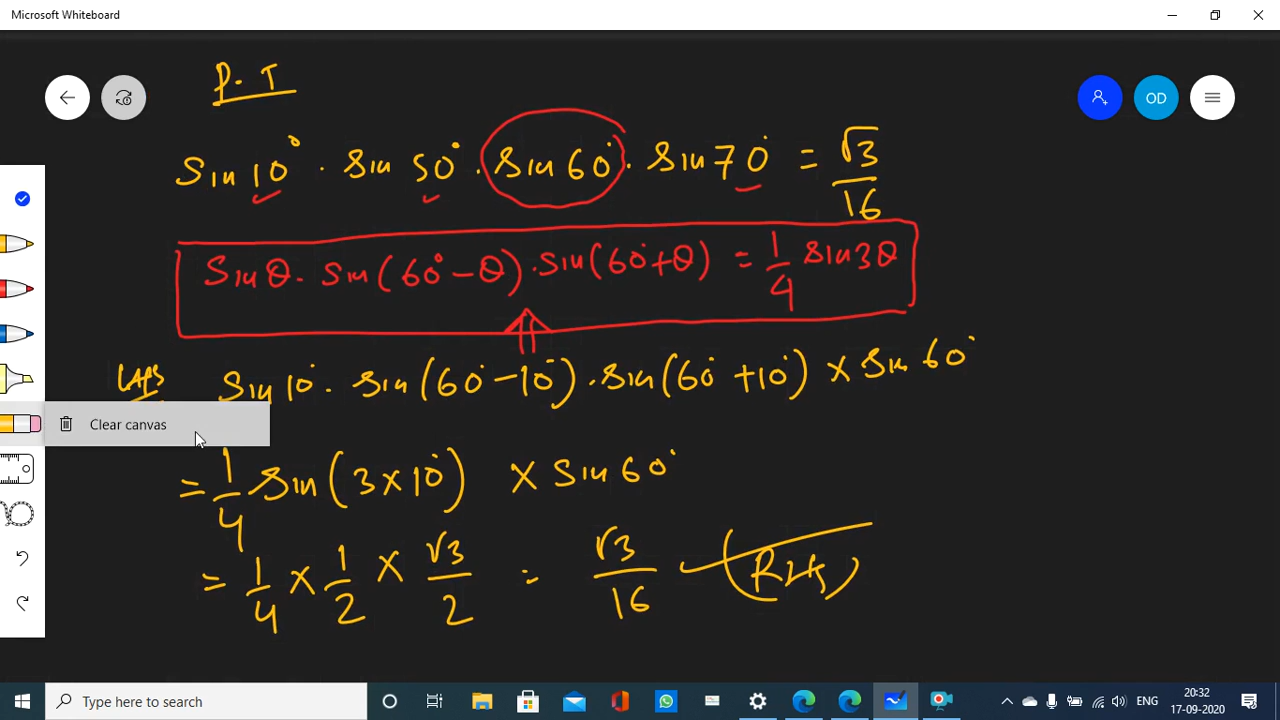 Microsoft Whiteboard
P.T
Sin 10° · Sin 50° · Sin 60° · Sin 70° = √3/16
OD
Sinθ · Sin(60°-θ) · Sin(60°+θ) = 1/4 Sin3θ
LHS Sin 10° · Sin(60°-10°) · Sin(60°+10°) × Sin 60°
Clear canvas
= 1/4 Sin(3×10°) × Sin 60°
= 1/4 × 1/2 × √3/2 = √3/16 (RHS)
Type here to search
ENG
20:32
17-09-2020